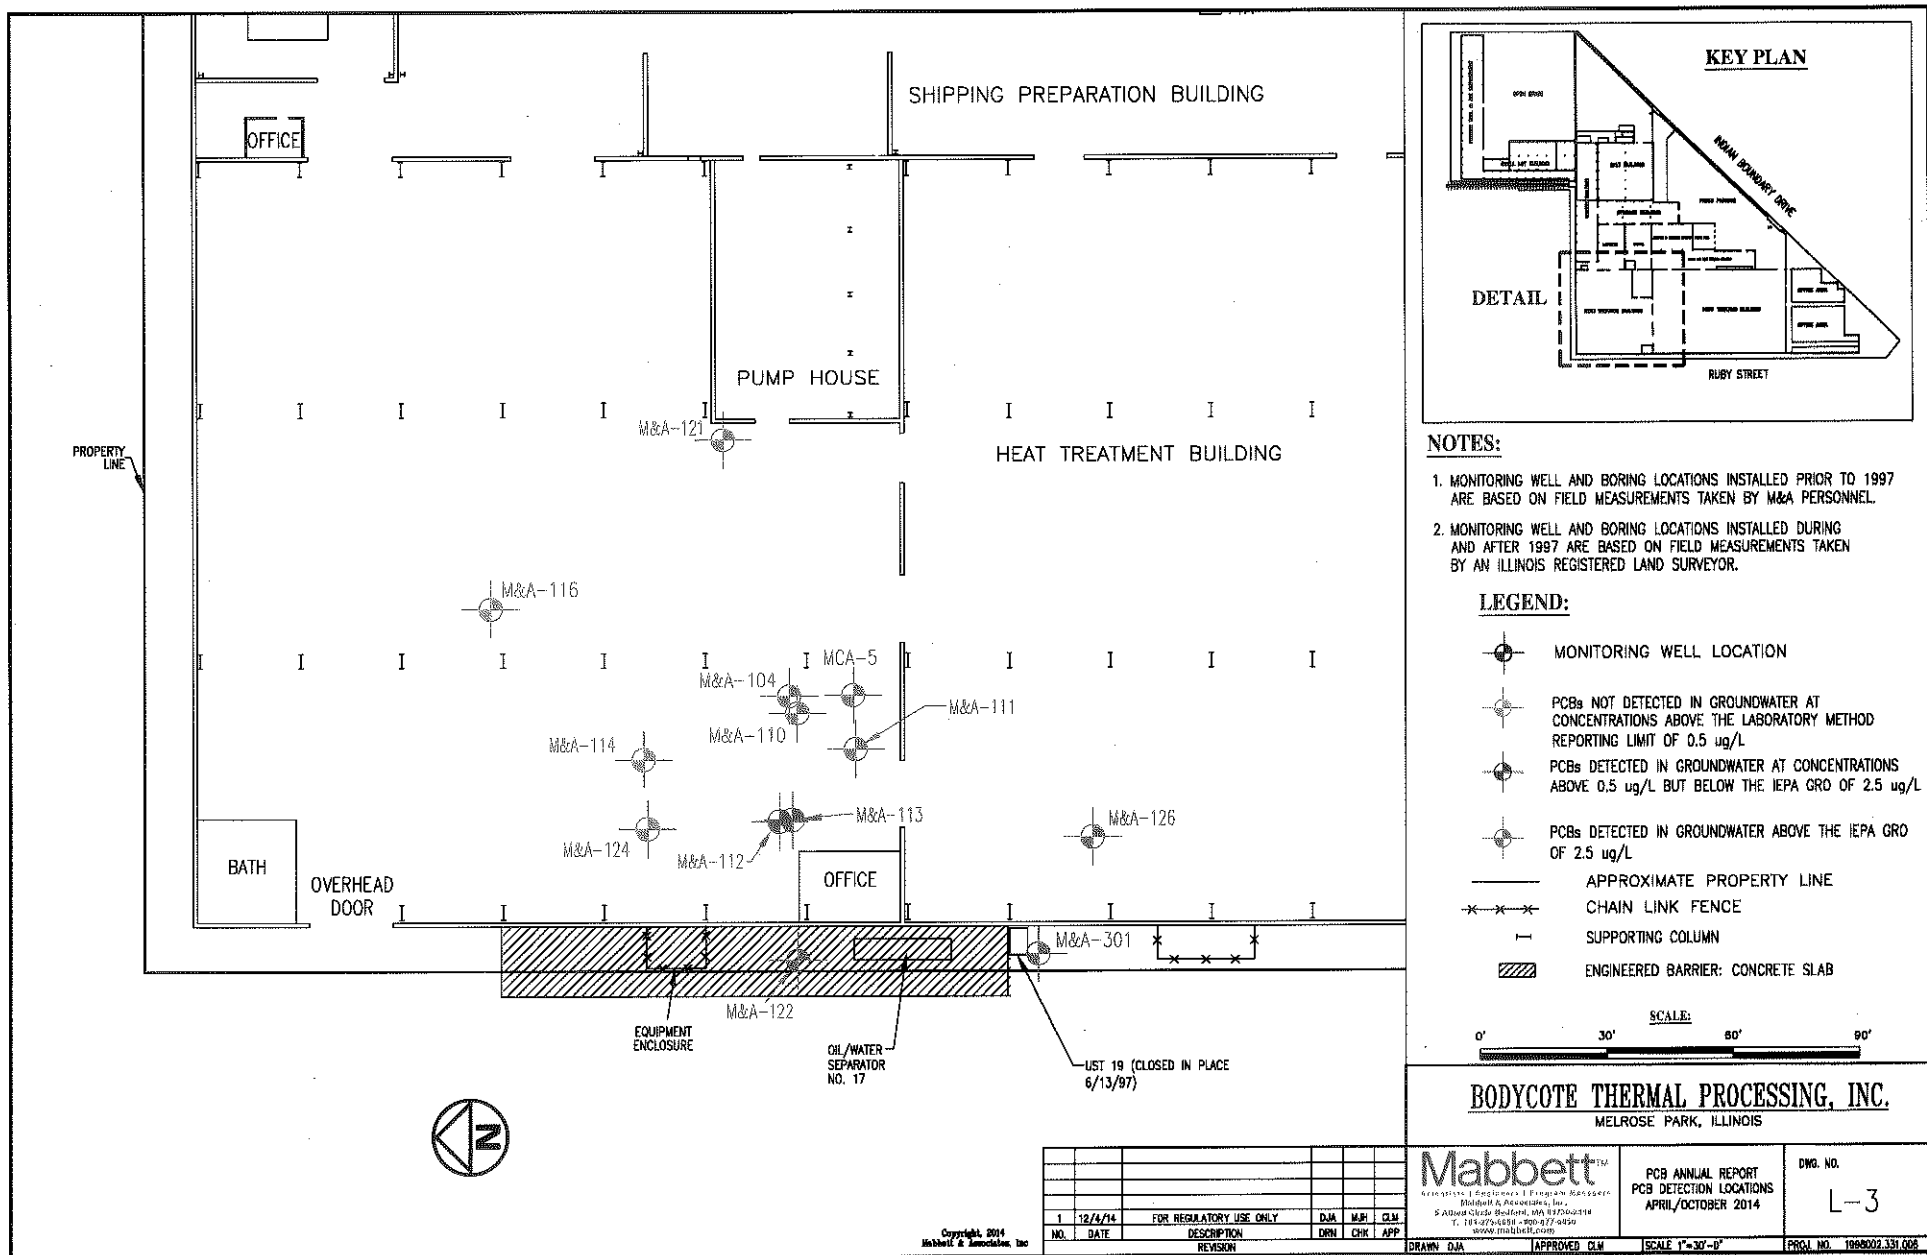 SHIPPING PREPARATION BUILDING
OFFICE
PUMP HOUSE
M&A-121
HEAT TREATMENT BUILDING
PROPERTY
LINE
M&A-116
MCA-5
M&A-104
M&A-111
M&A-110
M&A-114
M&A-113
M&A-126
M&A-124
M&A-112
BATH
OFFICE
OVERHEAD
DOOR
M&A-301
M&A-122
EQUIPMENT
ENCLOSURE
OIL/WATER
SEPARATOR
NO. 17
UST 19 (CLOSED IN PLACE
6/13/97)
N
KEY PLAN
INDIAN BOUNDARY DRIVE
DETAIL
RUBY STREET
NOTES:
1. MONITORING WELL AND BORING LOCATIONS INSTALLED PRIOR TO 1997
ARE BASED ON FIELD MEASUREMENTS TAKEN BY M&A PERSONNEL.
2. MONITORING WELL AND BORING LOCATIONS INSTALLED DURING
AND AFTER 1997 ARE BASED ON FIELD MEASUREMENTS TAKEN
BY AN ILLINOIS REGISTERED LAND SURVEYOR.
LEGEND:
MONITORING WELL LOCATION
PCBs NOT DETECTED IN GROUNDWATER AT
CONCENTRATIONS ABOVE THE LABORATORY METHOD
REPORTING LIMIT OF 0.5 ug/L
PCBs DETECTED IN GROUNDWATER AT CONCENTRATIONS
ABOVE 0.5 ug/L BUT BELOW THE IEPA GRO OF 2.5 ug/L
PCBs DETECTED IN GROUNDWATER ABOVE THE IEPA GRO
OF 2.5 ug/L
APPROXIMATE PROPERTY LINE
CHAIN LINK FENCE
SUPPORTING COLUMN
ENGINEERED BARRIER: CONCRETE SLAB
SCALE:
0' 30' 60' 90'
BODYCOTE THERMAL PROCESSING, INC.
MELROSE PARK, ILLINOIS
Mabbett™
Mabbett & Associates, Inc.
www.mabbett.com
PCB ANNUAL REPORT
PCB DETECTION LOCATIONS
APRIL/OCTOBER 2014
DWG. NO.
L-3
DRAWN DJA APPROVED CLM SCALE 1"=30'-0" PROJ. NO. 1998002.331.006
1 12/4/14 FOR REGULATORY USE ONLY DJA MJH CLM
NO. DATE DESCRIPTION DRN CHK APP
REVISION
Copyright, 2014
Mabbett & Associates, Inc